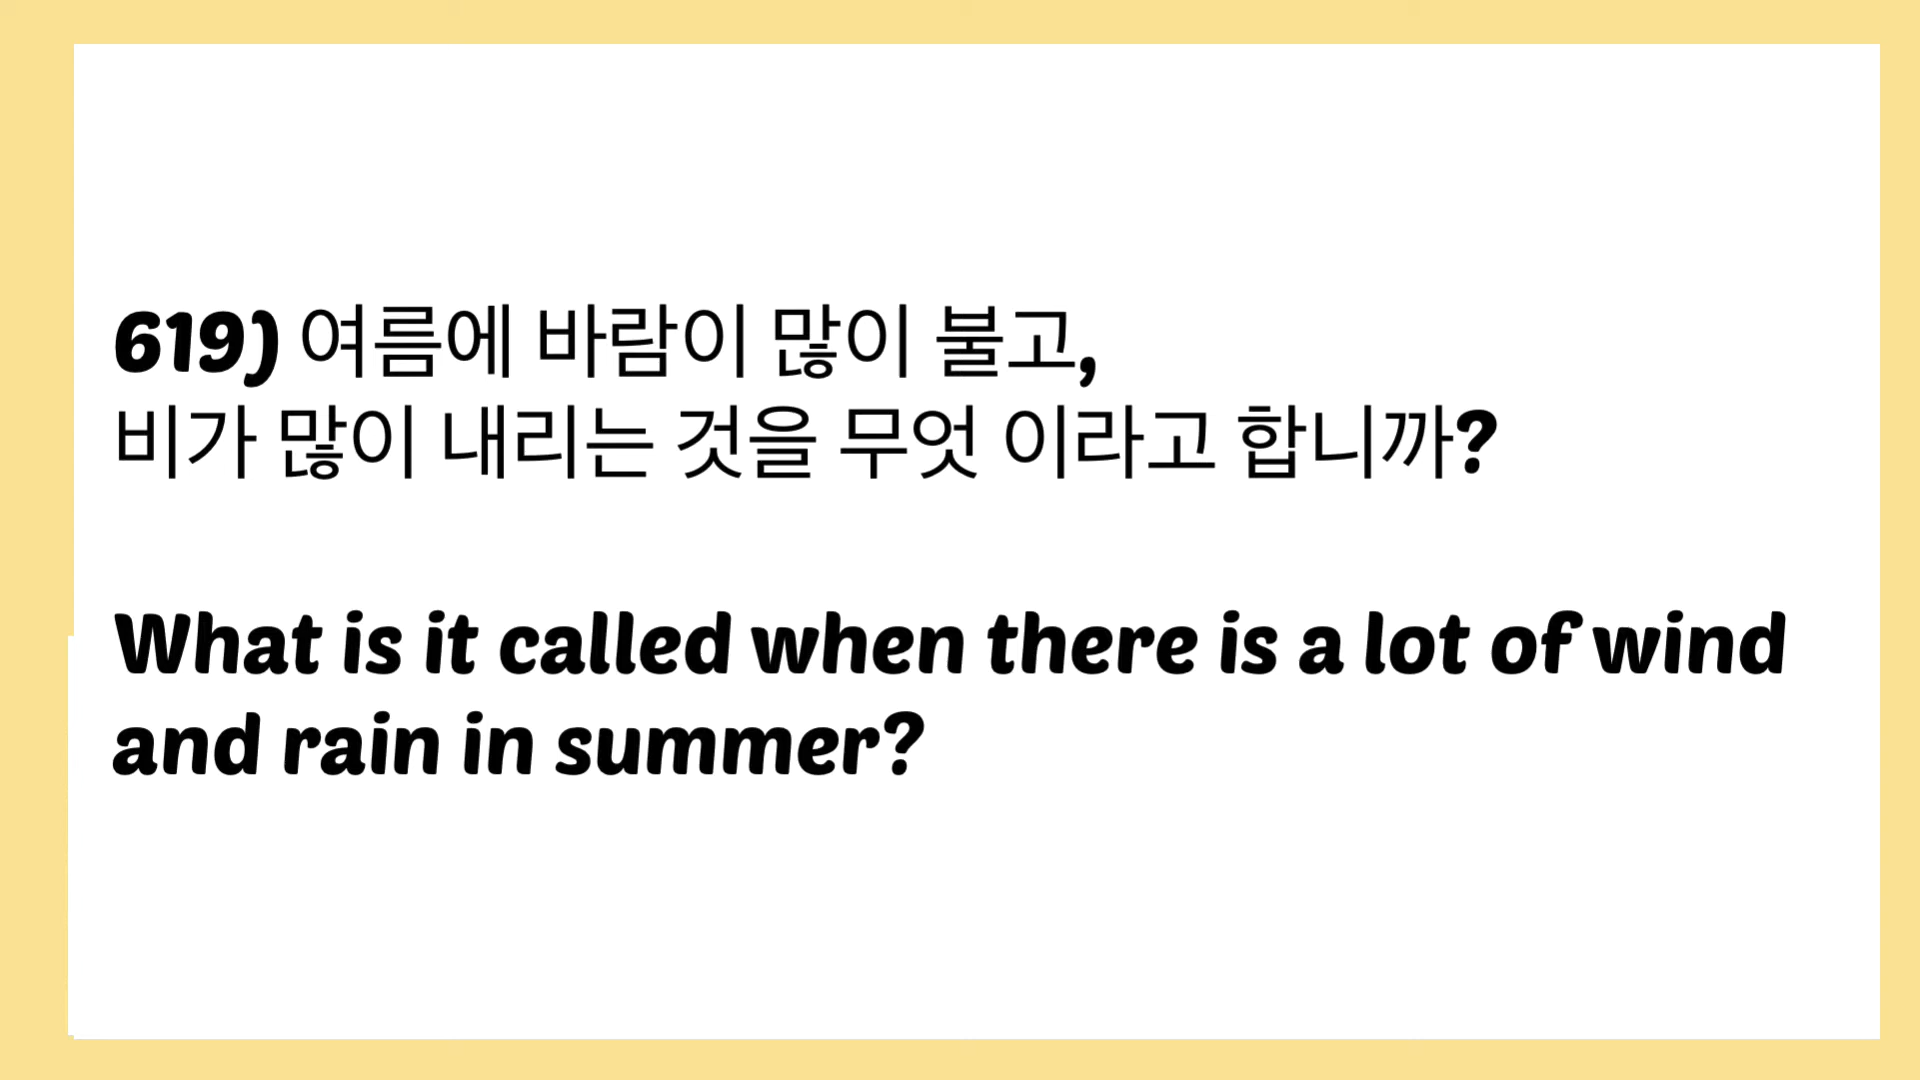 619) 여름에 바람이 많이 불고,
비가 많이 내리는 것을 무엇 이라고 합니까?
What is it called when there is a lot of wind
and rain in summer?